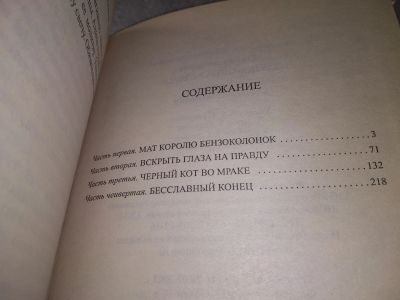 СОДЕРЖАНИЕ
Часть первая. МАТ КОРОЛЮ БЕНЗОКОЛОНОК . . . . . . . . . . . . . . . . 3
Часть вторая. ВСКРЫТЬ ГЛАЗА НА ПРАВДУ . . . . . . . . . . . . . . . . 71
Часть третья. ЧЕРНЫЙ КОТ ВО МРАКЕ . . . . . . . . . . . . . . . . . . . 132
Часть четвертая. БЕССЛАВНЫЙ КОНЕЦ . . . . . . . . . . . . . . . . . . . 218